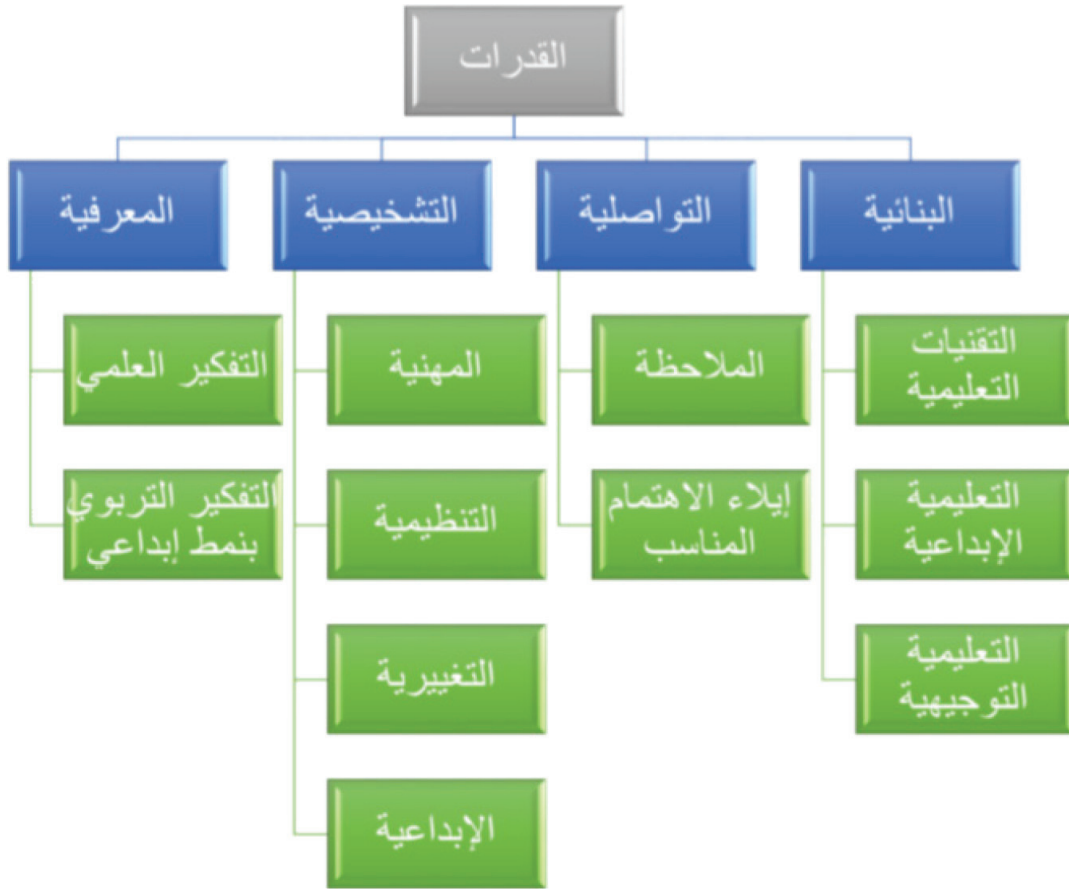 القدرات
البنائية
التقنيات
التعليمية
التعليمية
الإبداعية
التعليمية
التوجيهية
التواصلية
الملاحظة
إيلاء الاهتمام
المناسب
التشخيصية
المهنية
التنظيمية
التغييرية
الإبداعية
المعرفية
التفكير العلمي
التفكير التربوي
بنمط إبداعي